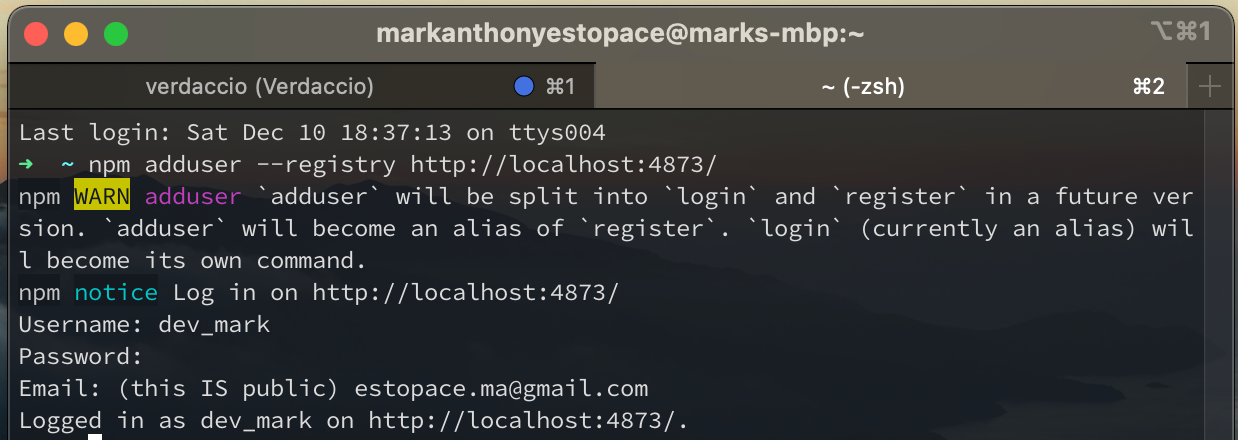 markanthonyestopace@marks-mbp:~
⌥⌘1
verdaccio (Verdaccio) ⌘1
~ (-zsh) ⌘2
Last login: Sat Dec 10 18:37:13 on ttys004
→ ~ npm adduser --registry http://localhost:4873/
npm WARN adduser `adduser` will be split into `login` and `register` in a future ver
sion. `adduser` will become an alias of `register`. `login` (currently an alias) wil
l become its own command.
npm notice Log in on http://localhost:4873/
Username: dev_mark
Password:
Email: (this IS public) estopace.ma@gmail.com
Logged in as dev_mark on http://localhost:4873/.